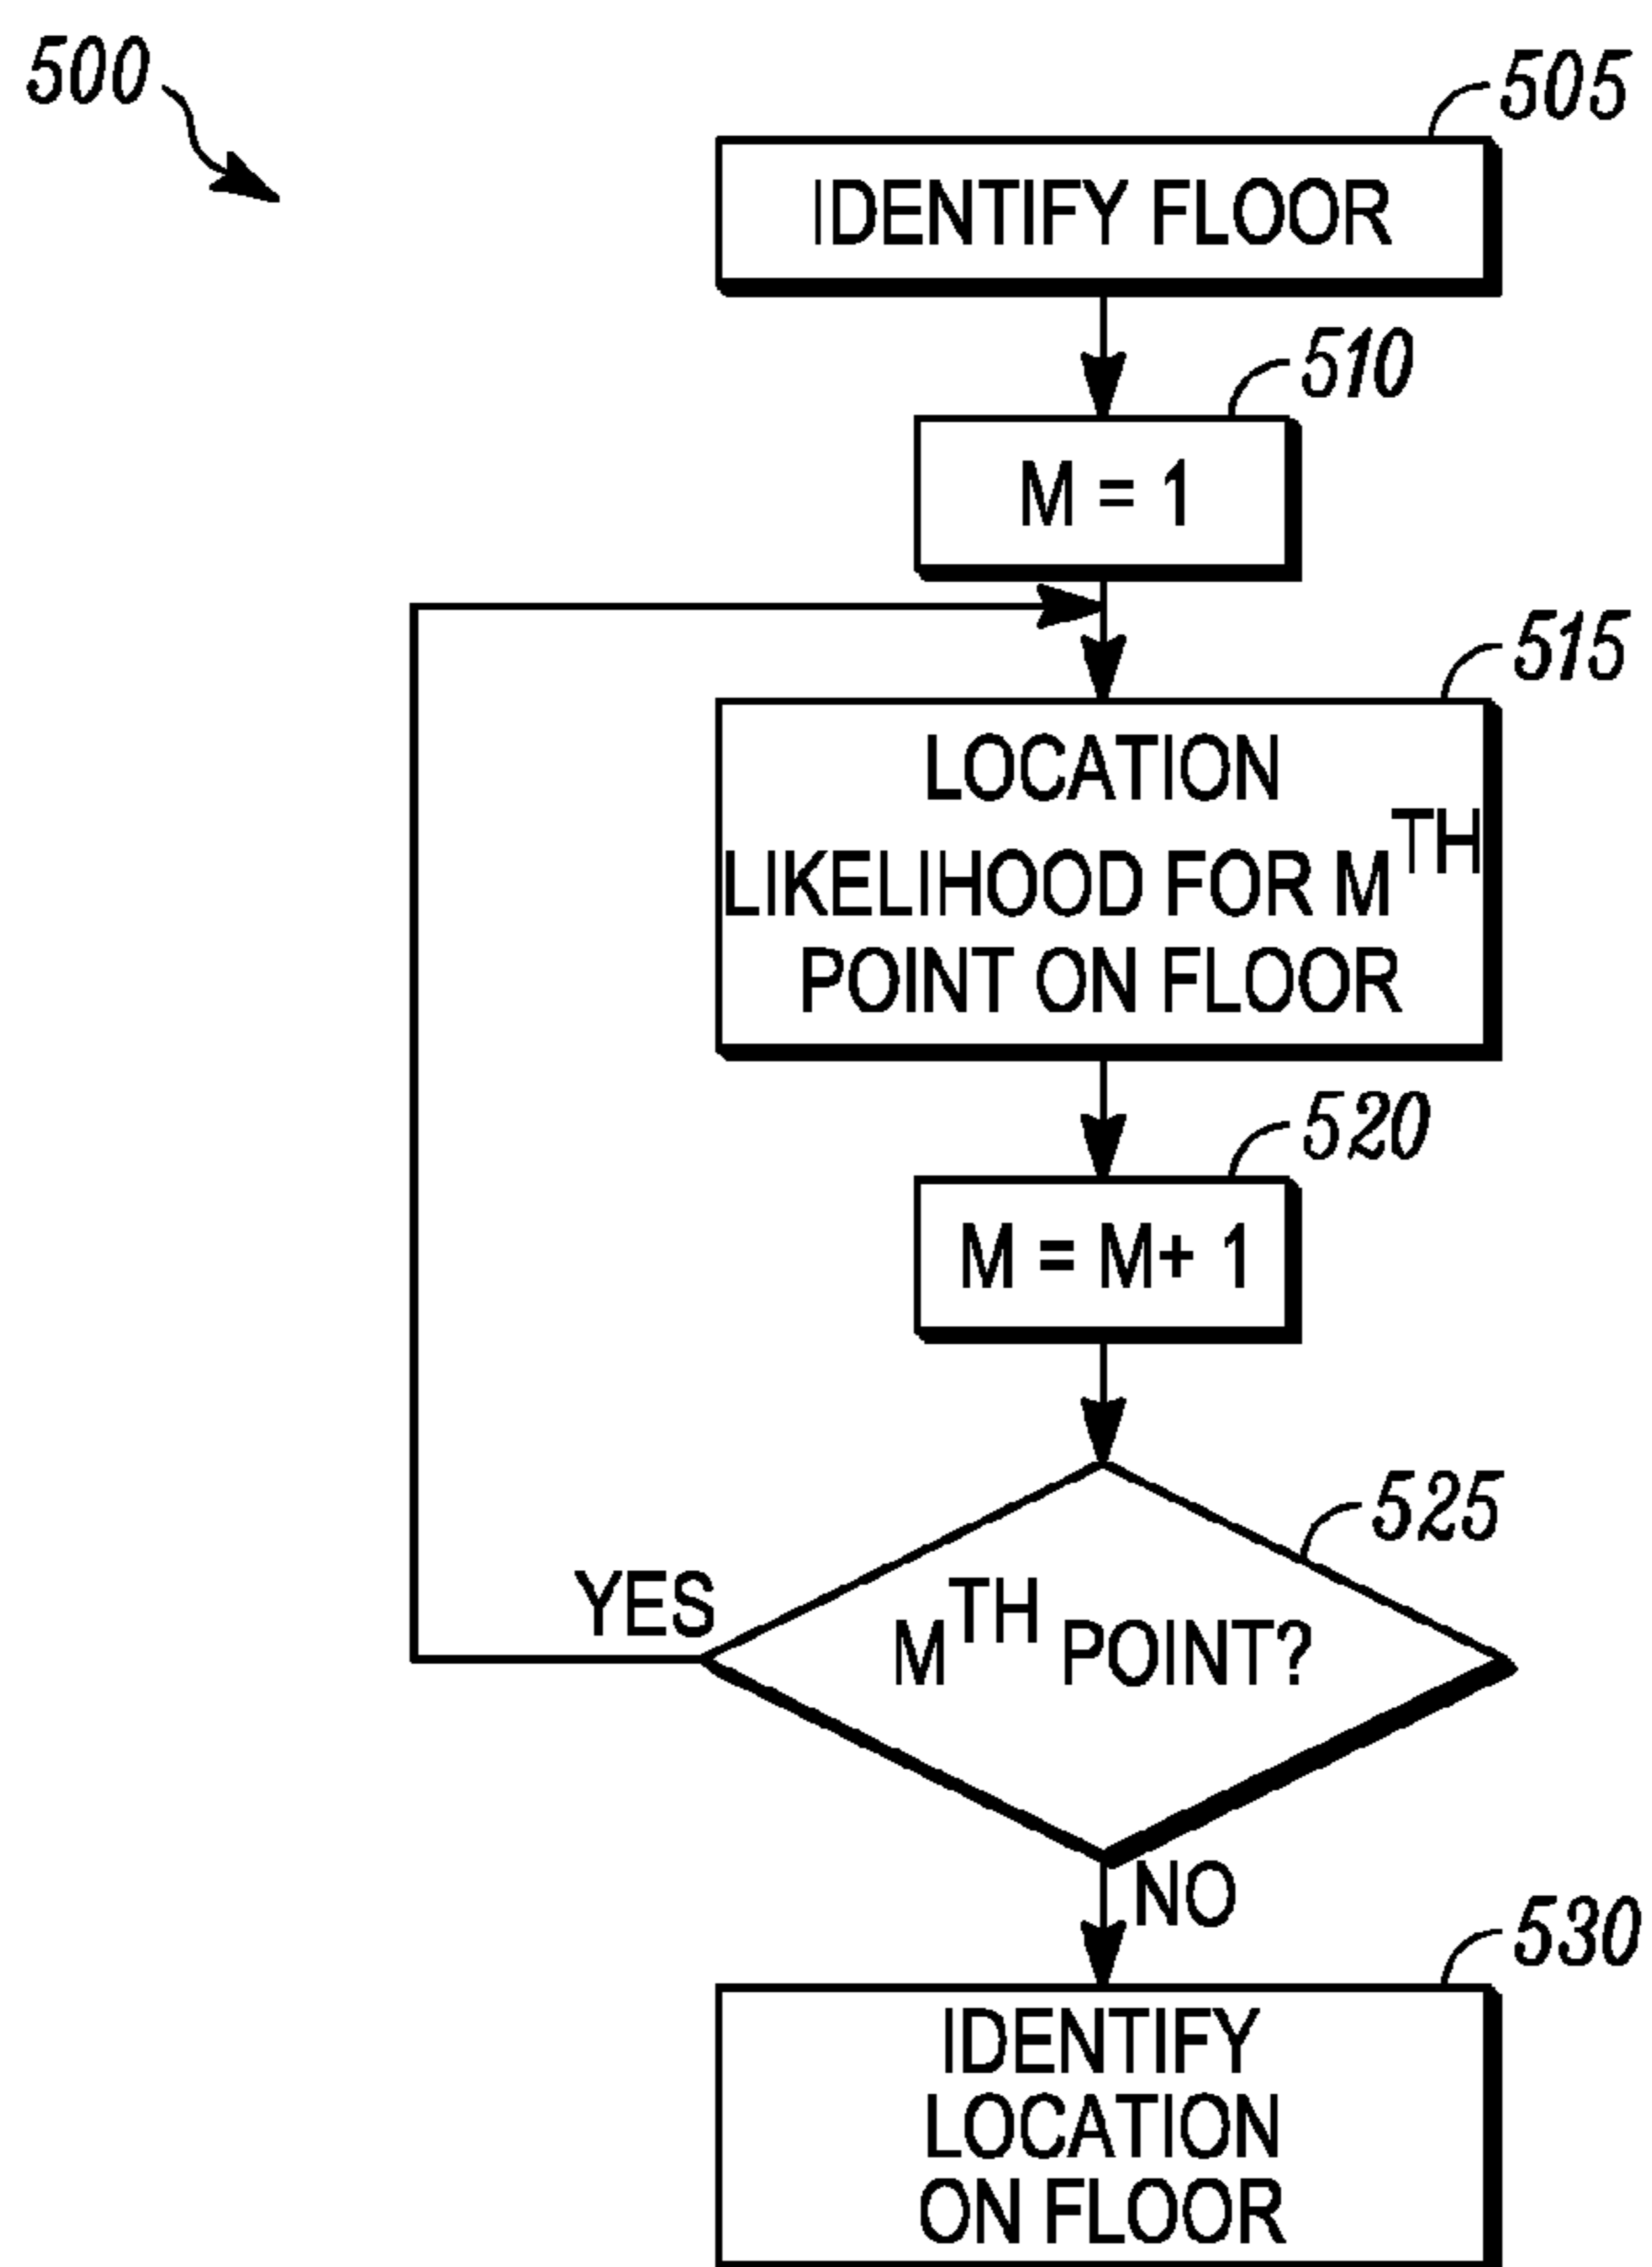 500
505
IDENTIFY FLOOR
510
M = 1
515
LOCATION
LIKELIHOOD FOR MTH
POINT ON FLOOR
520
M = M+ 1
525
YES
MTH POINT?
NO
530
IDENTIFY
LOCATION
ON FLOOR